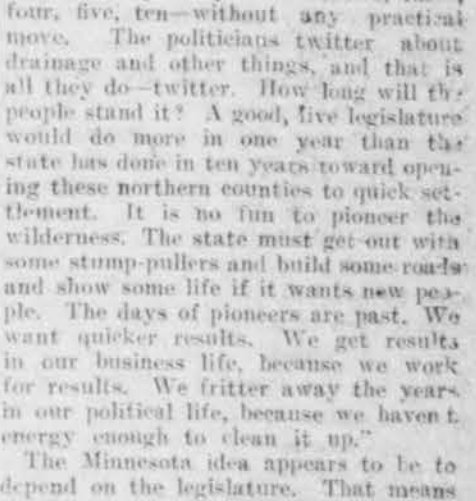 four, five, ten—without any practical
move. The politicians twitter about
drainage and other things, and that is
all they do—twitter. How long will the
people stand it? A good, live legislature
would do more in one year than the
state has done in ten years toward open-
ing these northern counties to quick set-
tlement. It is no fun to pioneer the
wilderness. The state must get out with
some stump-pullers and build some roads
and show some life if it wants new peo-
ple. The days of pioneers are past. We
want quicker results. We get results
in our business life, because we work
for results. We fritter away the years
in our political life, because we haven't
energy enough to clean it up."
The Minnesota idea appears to be to
depend on the legislature. That means